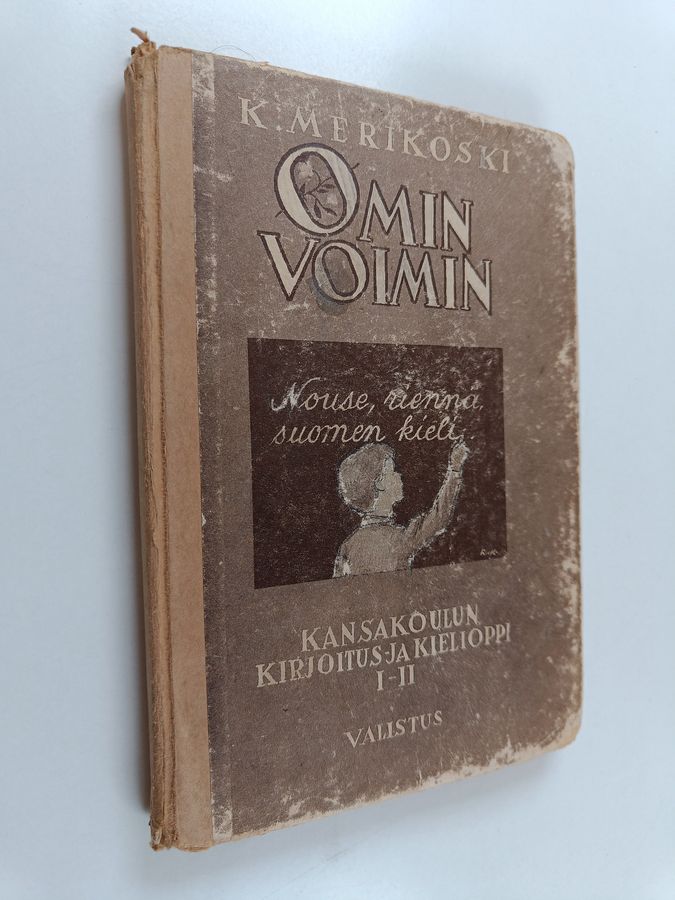 K. MERIKOSKI
OMIN
VOIMIN
Nouse, riennä,
suomen kieli,
KANSAKOULUN
KIRJOITUS- JA KIELIOPPI
I-II
VALISTUS